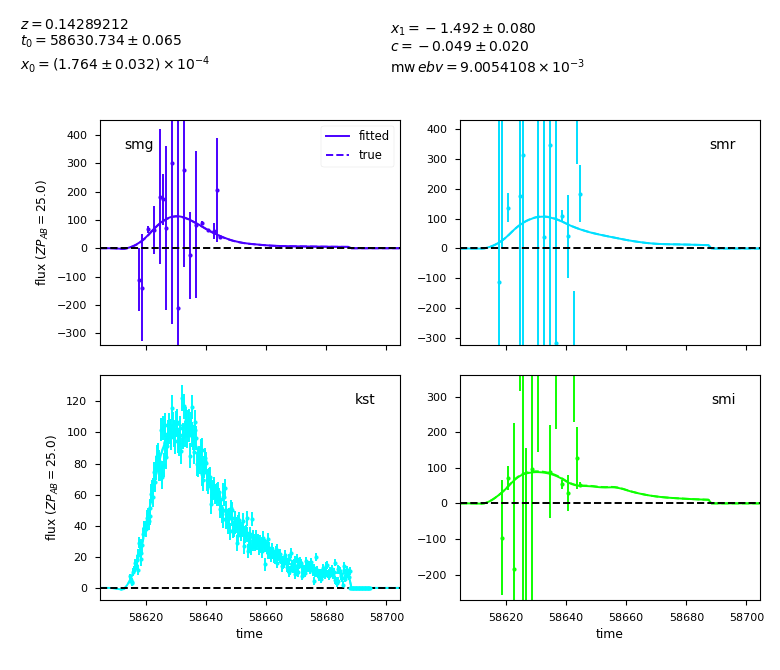 z = 0.14289212
t₀ = 58630.734 ± 0.065
x₀ = (1.764 ± 0.032) × 10⁻⁴
x₁ = −1.492 ± 0.080
c = −0.049 ± 0.020
mw ebv = 9.0054108 × 10⁻³
smg
fitted
true
400
300
200
100
0
−100
−200
−300
flux (ZP_AB = 25.0)
smr
400
300
200
100
0
−100
−200
−300
kst
120
100
80
60
40
20
0
flux (ZP_AB = 25.0)
58620 58640 58660 58680 58700
time
smi
300
200
100
0
−100
−200
58620 58640 58660 58680 58700
time